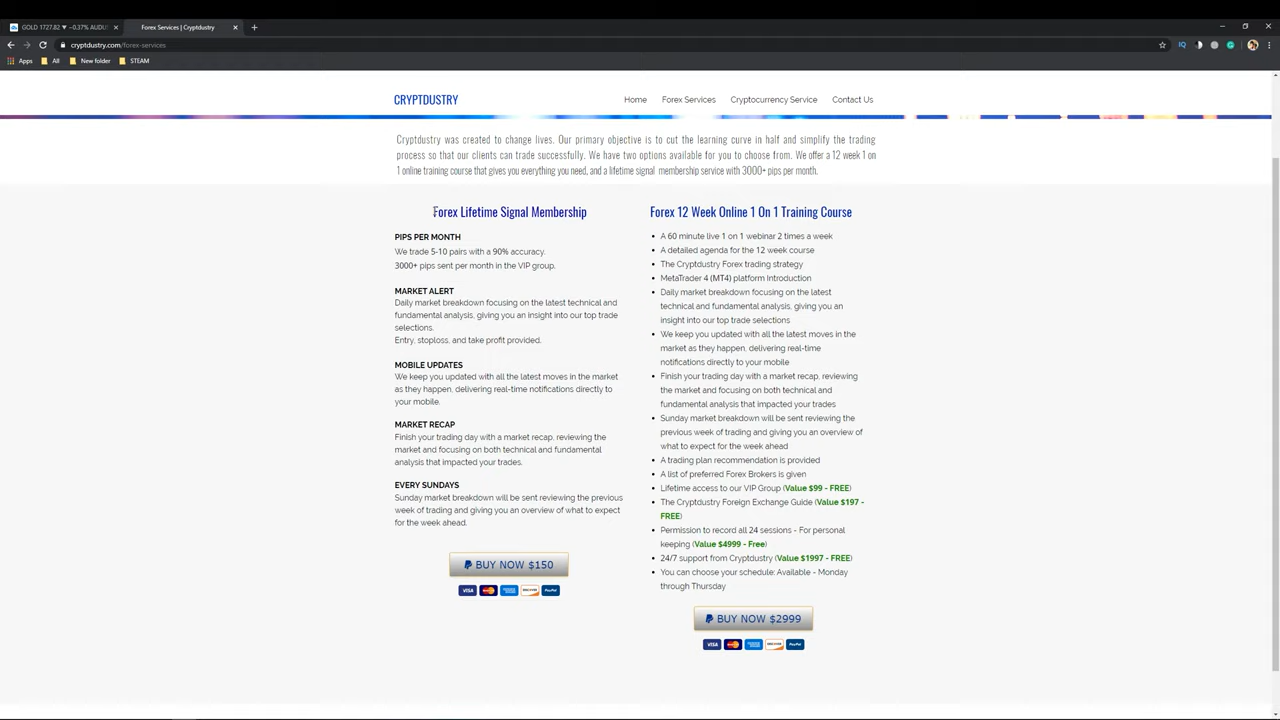 GOLD 1727.82 ▼ −0.37% AUDU
Forex Services | Cryptdustry
cryptdustry.com/forex-services
Apps
All
New folder
STEAM
CRYPTDUSTRY
Home
Forex Services
Cryptocurrency Service
Contact Us
Cryptdustry was created to change lives. Our primary objective is to cut the learning curve in half and simplify the trading
process so that our clients can trade successfully. We have two options available for you to choose from. We offer a 12 week 1 on
1 online training course that gives you everything you need, and a lifetime signal membership service with 3000+ pips per month.
Forex Lifetime Signal Membership
PIPS PER MONTH
We trade 5-10 pairs with a 90% accuracy.
3000+ pips sent per month in the VIP group.
MARKET ALERT
Daily market breakdown focusing on the latest technical and
fundamental analysis, giving you an insight into our top trade
selections.
Entry, stoploss, and take profit provided.
MOBILE UPDATES
We keep you updated with all the latest moves in the market
as they happen, delivering real-time notifications directly to
your mobile.
MARKET RECAP
Finish your trading day with a market recap, reviewing the
market and focusing on both technical and fundamental
analysis that impacted your trades.
EVERY SUNDAYS
Sunday market breakdown will be sent reviewing the previous
week of trading and giving you an overview of what to expect
for the week ahead.
BUY NOW $150
VISA
DISCOVER
PayPal
Forex 12 Week Online 1 On 1 Training Course
• A 60 minute live 1 on 1 webinar 2 times a week
• A detailed agenda for the 12 week course
• The Cryptdustry Forex trading strategy
• MetaTrader 4 (MT4) platform Introduction
• Daily market breakdown focusing on the latest
technical and fundamental analysis, giving you an
insight into our top trade selections
• We keep you updated with all the latest moves in the
market as they happen, delivering real-time
notifications directly to your mobile
• Finish your trading day with a market recap, reviewing
the market and focusing on both technical and
fundamental analysis that impacted your trades
• Sunday market breakdown will be sent reviewing the
previous week of trading and giving you an overview of
what to expect for the week ahead
• A trading plan recommendation is provided
• A list of preferred Forex Brokers is given
• Lifetime access to our VIP Group (Value $99 - FREE)
• The Cryptdustry Foreign Exchange Guide (Value $197 -
FREE)
• Permission to record all 24 sessions - For personal
keeping (Value $4999 - Free)
• 24/7 support from Cryptdustry (Value $1997 - FREE)
• You can choose your schedule: Available - Monday
through Thursday
BUY NOW $2999
VISA
DISCOVER
PayPal